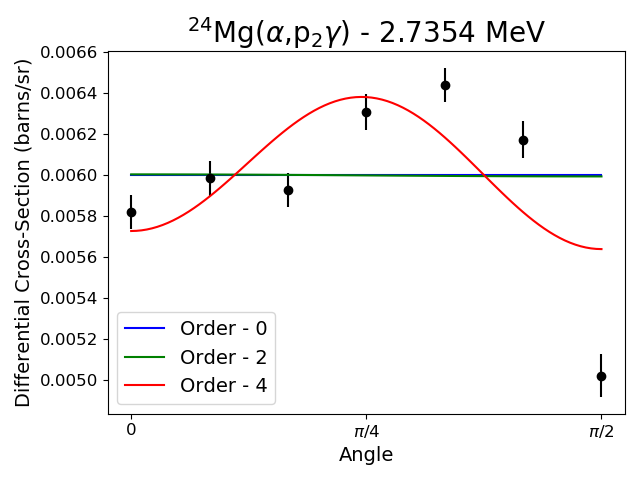 ²⁴Mg(α,p₂γ) - 2.7354 MeV
Differential Cross-Section (barns/sr)
0.0066
0.0064
0.0062
0.0060
0.0058
0.0056
0.0054
0.0052
0.0050
Order - 0
Order - 2
Order - 4
0 π/4 π/2
Angle